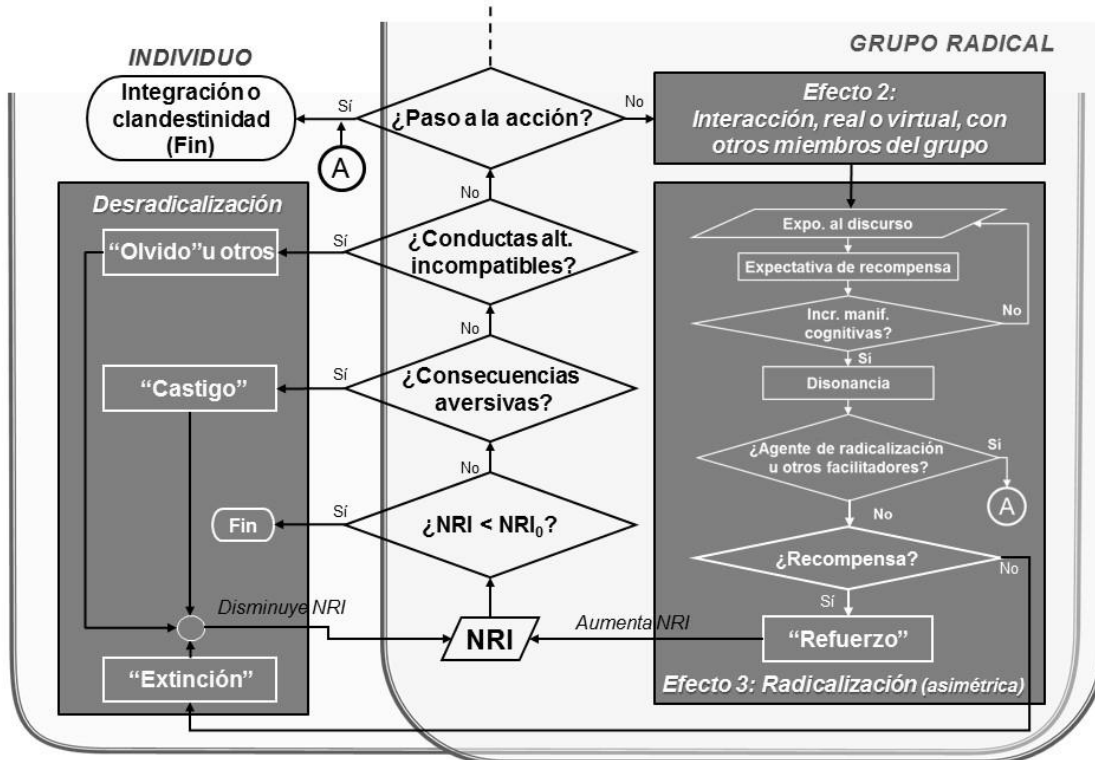 INDIVIDUO
GRUPO RADICAL
Integración o
clandestinidad
(Fin)
Sí
¿Paso a la acción?
No
Efecto 2:
Interacción, real o virtual, con
otros miembros del grupo
A
No
Desradicalización
"Olvido"u otros
Sí
¿Conductas alt.
incompatibles?
No
Expo. al discurso
Expectativa de recompensa
Incr. manif.
cognitivas?
No
Sí
"Castigo"
Sí
¿Consecuencias
aversivas?
No
Disonancia
¿Agente de radicalización
u otros facilitadores?
Sí
A
No
Fin
Sí
¿NRI < NRI₀?
¿Recompensa?
No
Sí
Disminuye NRI
NRI
Aumenta NRI
"Refuerzo"
"Extinción"
Efecto 3: Radicalización (asimétrica)